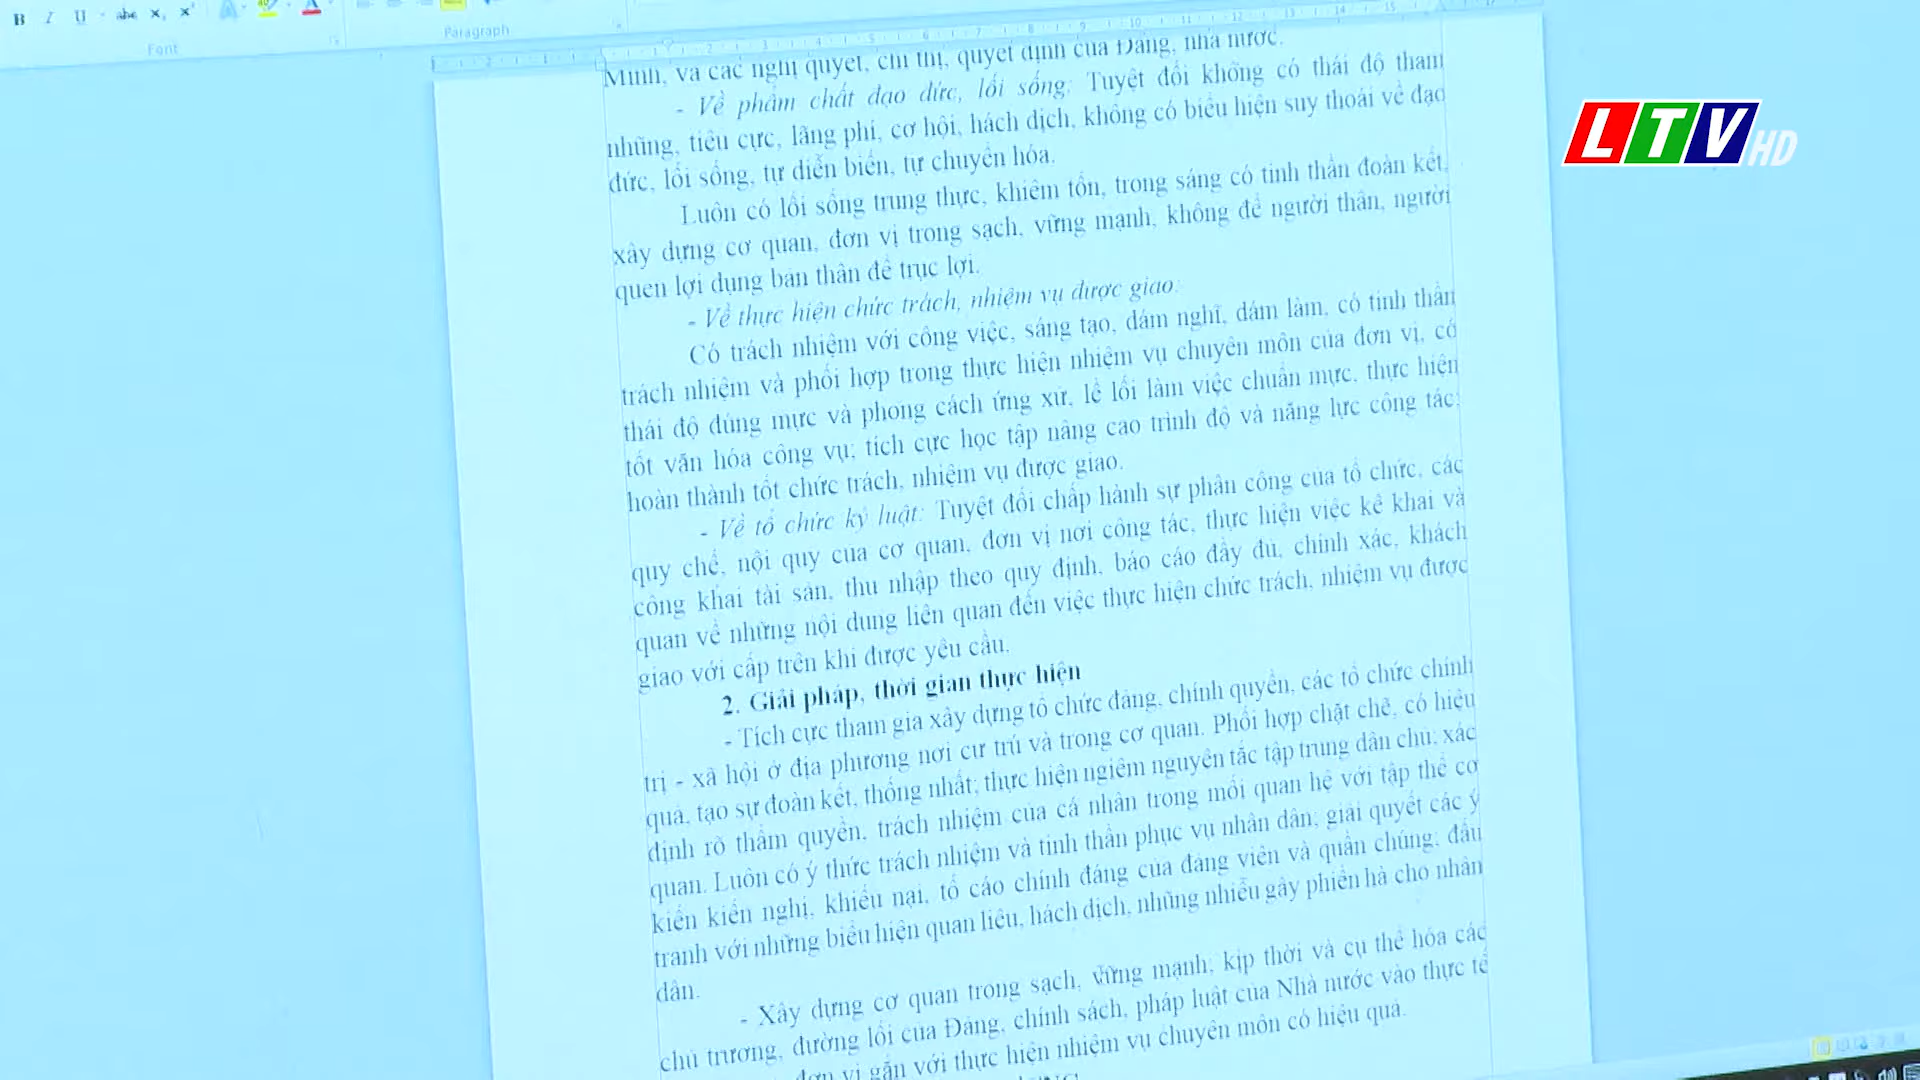 B I U abc x, x
Font
Paragraph
LTV HD
Minh, và các nghị quyết, chỉ thị, quyết định của Đảng, nhà nước.
- Về phẩm chất đạo đức, lối sống: Tuyệt đối không có thái độ tham
nhũng, tiêu cực, lãng phí, cơ hội, hách dịch, không có biểu hiện suy thoái về đạo
đức, lối sống, tự diễn biến, tự chuyển hóa.
Luôn có lối sống trung thực, khiêm tốn, trong sáng có tinh thần đoàn kết,
xây dựng cơ quan, đơn vị trong sạch, vững mạnh, không để người thân, người
quen lợi dụng bản thân để trục lợi.
- Về thực hiện chức trách, nhiệm vụ được giao:
Có trách nhiệm với công việc, sáng tạo, dám nghĩ, dám làm, có tinh thần
trách nhiệm và phối hợp trong thực hiện nhiệm vụ chuyên môn của đơn vị, có
thái độ đúng mực và phong cách ứng xử, lề lối làm việc chuẩn mực, thực hiện
tốt văn hóa công vụ; tích cực học tập nâng cao trình độ và năng lực công tác;
hoàn thành tốt chức trách, nhiệm vụ được giao.
- Về tổ chức kỷ luật: Tuyệt đối chấp hành sự phân công của tổ chức, các
quy chế, nội quy của cơ quan, đơn vị nơi công tác, thực hiện việc kê khai và
công khai tài sản, thu nhập theo quy định, báo cáo đầy đủ, chính xác, khách
quan về những nội dung liên quan đến việc thực hiện chức trách, nhiệm vụ được
giao với cấp trên khi được yêu cầu.
2. Giải pháp, thời gian thực hiện
- Tích cực tham gia xây dựng tổ chức đảng, chính quyền, các tổ chức chính
trị - xã hội ở địa phương nơi cư trú và trong cơ quan. Phối hợp chặt chẽ, có hiệu
quả, tạo sự đoàn kết, thống nhất; thực hiện ngiêm nguyên tắc tập trung dân chủ; xác
định rõ thẩm quyền, trách nhiệm của cá nhân trong mối quan hệ với tập thể cơ
quan. Luôn có ý thức trách nhiệm và tinh thần phục vụ nhân dân; giải quyết các ý
kiến kiến nghị, khiếu nại, tố cáo chính đáng của đảng viên và quần chúng; đấu
tranh với những biểu hiện quan liêu, hách dịch, nhũng nhiễu gây phiền hà cho nhân
dân.
- Xây dựng cơ quan trong sạch, vững mạnh; kịp thời và cụ thể hóa các
chủ trương, đường lối của Đảng, chính sách, pháp luật của Nhà nước vào thực tế
đơn vị gắn với thực hiện nhiệm vụ chuyên môn có hiệu quả.